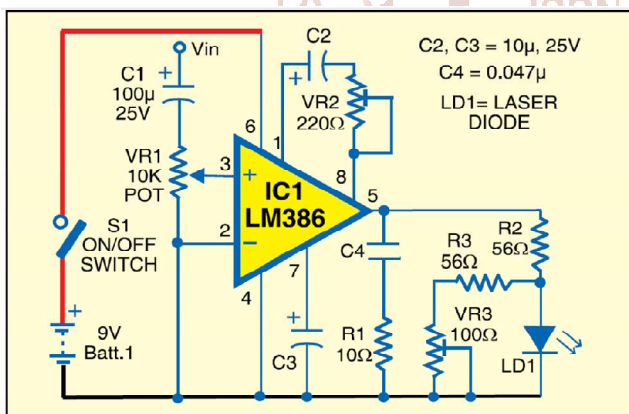 Vin
C1
100µ
25V
C2
C2, C3 = 10µ, 25V
C4 = 0.047µ
LD1= LASER
DIODE
+
+
VR2
220Ω
6
1
VR1
10K
POT
3
+
8
IC1
LM386
5
S1
ON/OFF
SWITCH
2
−
7
4
C4
R3
56Ω
R2
56Ω
+
9V
Batt.1
+
C3
R1
10Ω
VR3
100Ω
LD1